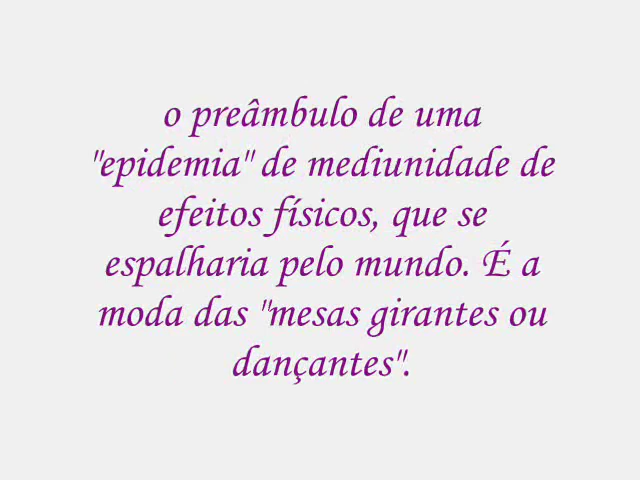 o preâmbulo de uma
"epidemia" de mediunidade de
efeitos físicos, que se
espalharia pelo mundo. É a
moda das "mesas girantes ou
dançantes".